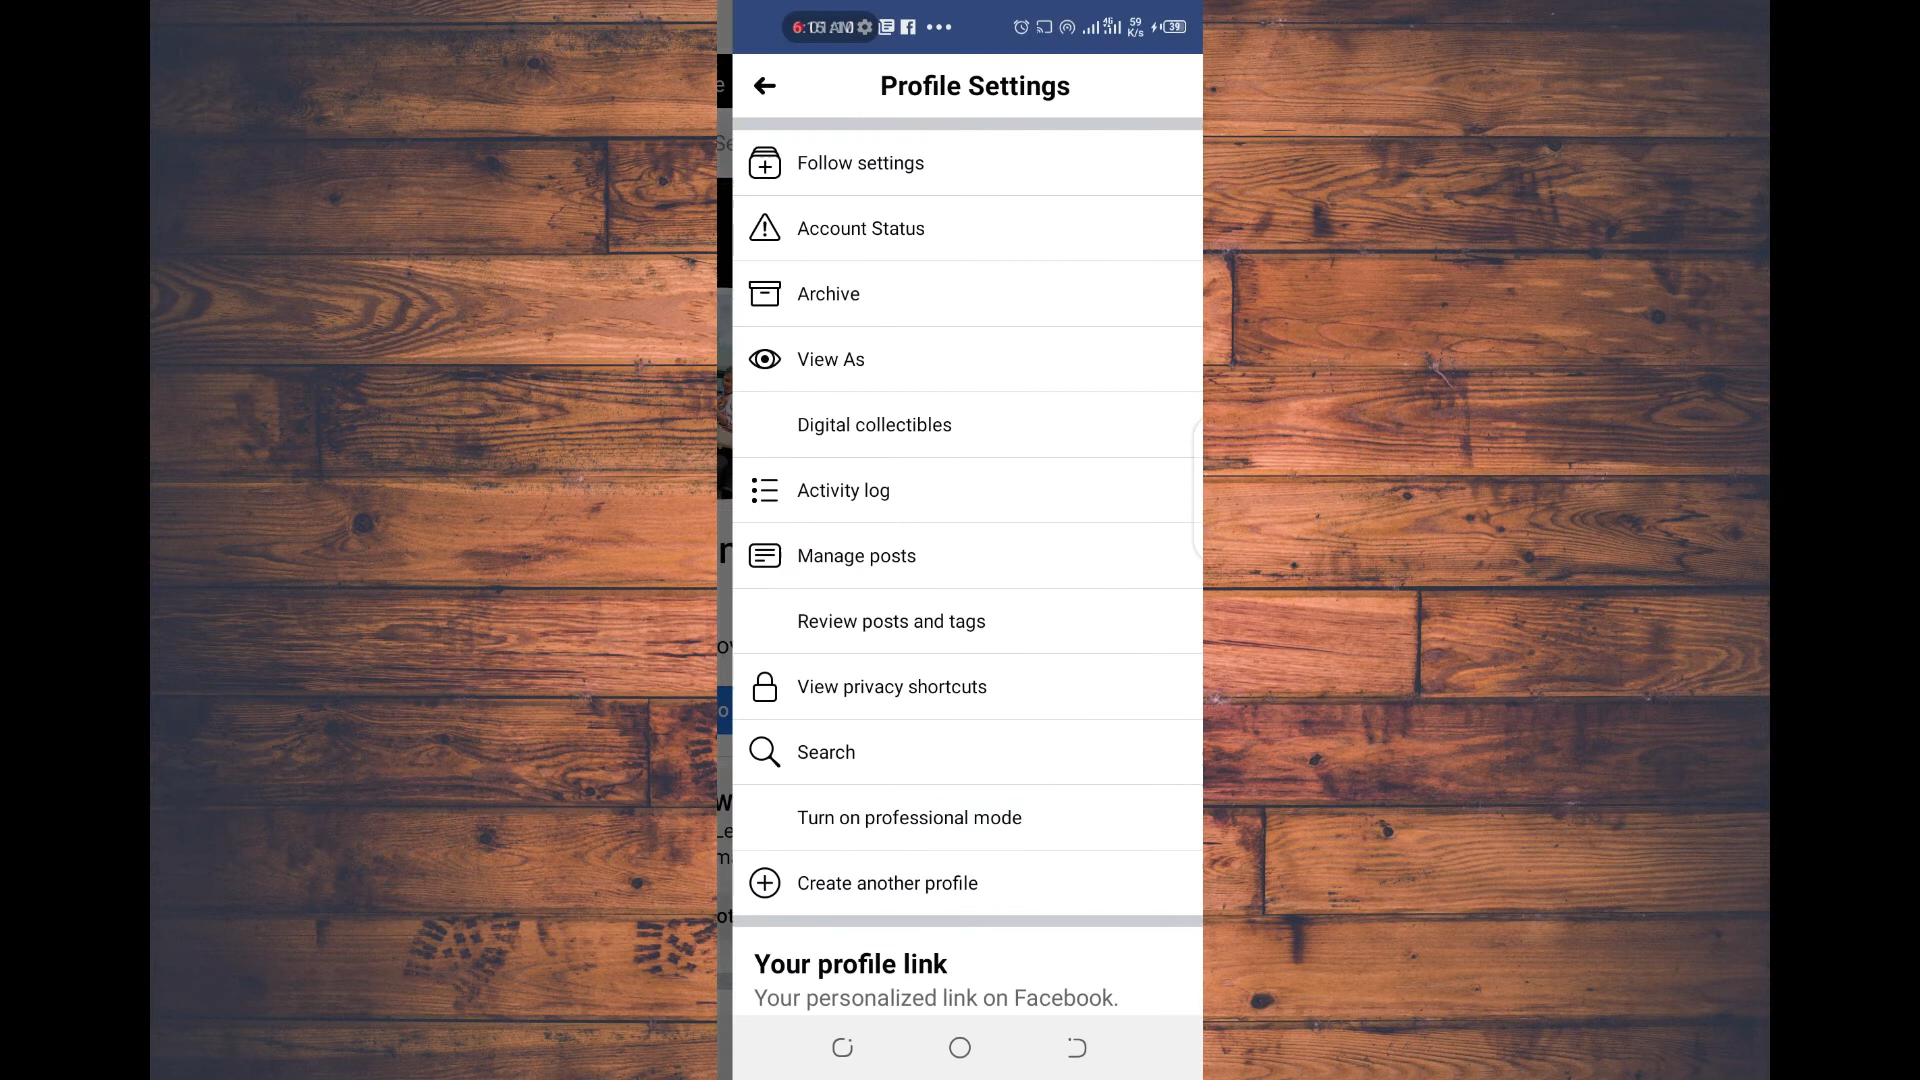 59
K/s
39
Profile Settings
Follow settings
Account Status
Archive
View As
Digital collectibles
Activity log
Manage posts
Review posts and tags
View privacy shortcuts
Search
Turn on professional mode
Create another profile
Your profile link
Your personalized link on Facebook.